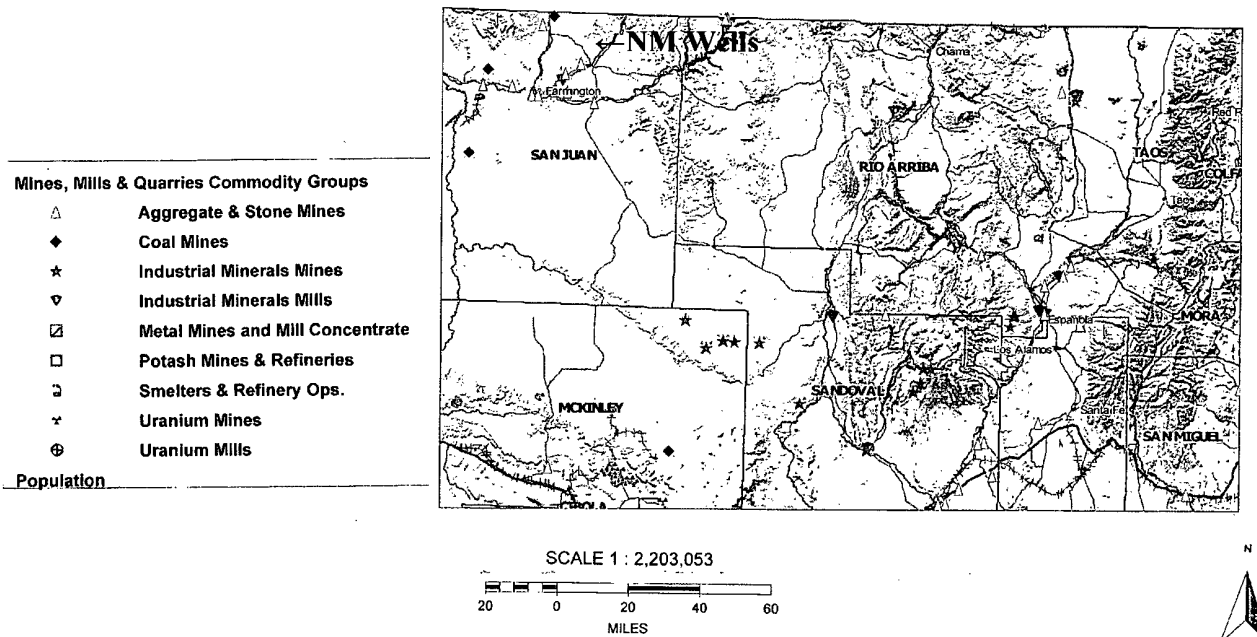 Mines, Mills & Quarries Commodity Groups
Aggregate & Stone Mines
Coal Mines
Industrial Minerals Mines
Industrial Minerals Mills
Metal Mines and Mill Concentrate
Potash Mines & Refineries
Smelters & Refinery Ops.
Uranium Mines
Uranium Mills
Population
NM Wells
Chama
Farmington
SAN JUAN
RIO ARRIBA
TAOS
Taos
MORA
Espanola
Los Alamos
SANDOVAL
MCKINLEY
Santa Fe
SAN MIGUEL
SCALE 1 : 2,203,053
20 0 20 40 60
MILES
N